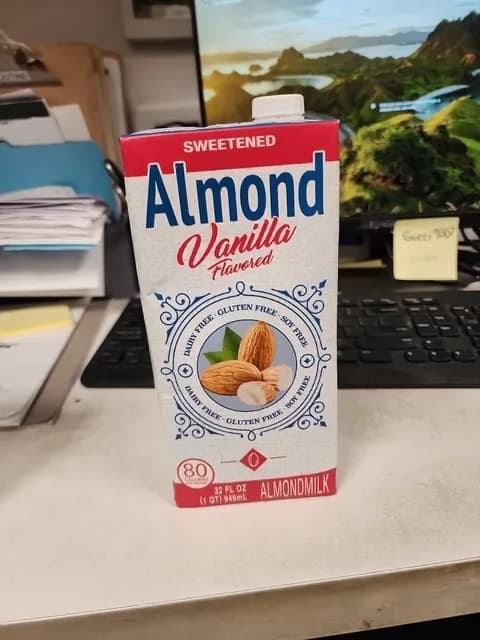 SWEETENED
Almond
Vanilla
Flavored
DAIRY FREE · GLUTEN FREE · SOY FREE
DAIRY FREE · GLUTEN FREE · SOY FREE
80
CALORIES
32 FL OZ
(1 QT) 946mL
ALMONDMILK